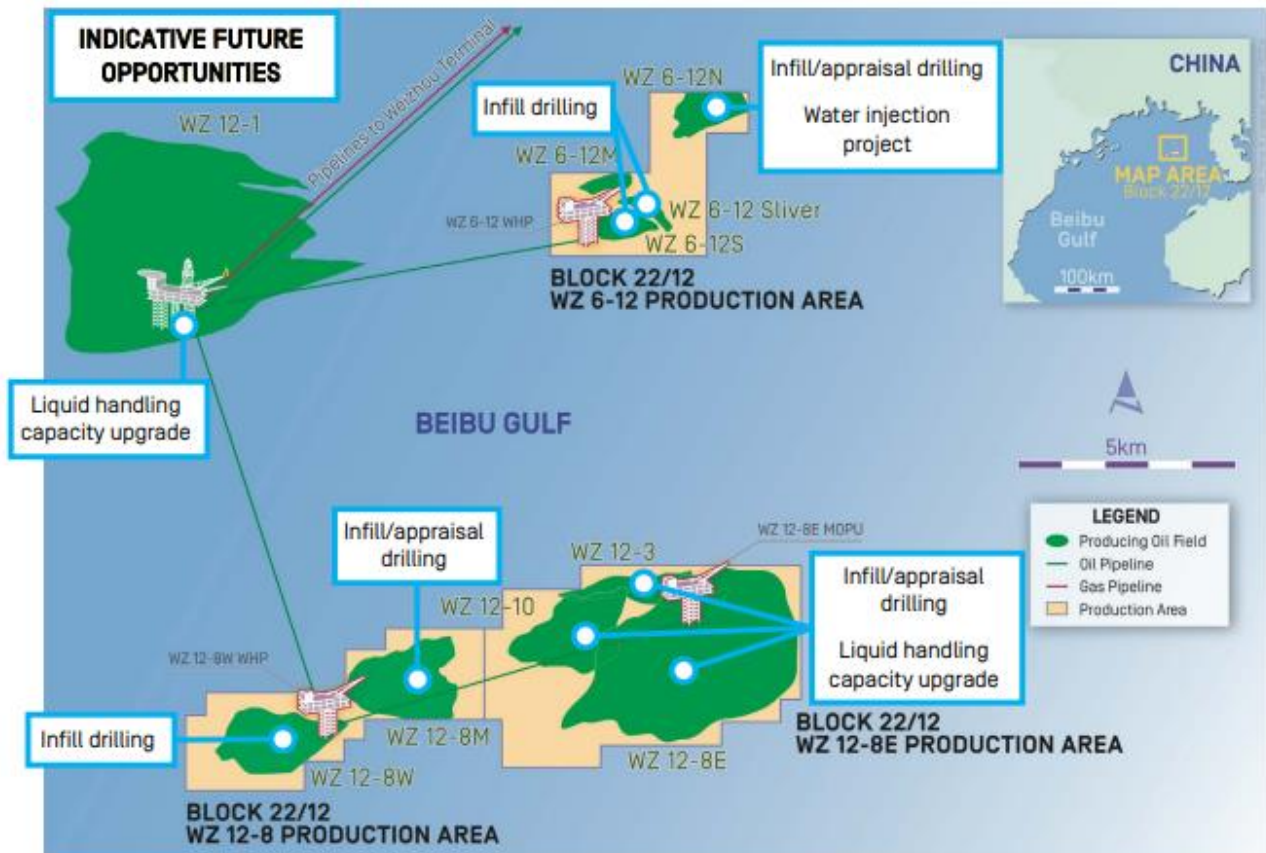 INDICATIVE FUTURE
OPPORTUNITIES
WZ 12-1
Pipelines to Weizhou Terminal
Infill drilling
WZ 6-12N
Infill/appraisal drilling
Water injection
project
WZ 6-12M
WZ 6-12 WHP
WZ 6-12 Sliver
WZ 6-12S
BLOCK 22/12
WZ 6-12 PRODUCTION AREA
CHINA
MAP AREA
Block 22/12
Beibu
Gulf
100km
Liquid handling
capacity upgrade
BEIBU GULF
5km
LEGEND
Producing Oil Field
Oil Pipeline
Gas Pipeline
Production Area
Infill/appraisal
drilling
WZ 12-3
WZ 12-8E MOPU
WZ 12-10
Infill/appraisal
drilling
Liquid handling
capacity upgrade
WZ 12-8W WHP
Infill drilling
WZ 12-8M
WZ 12-8W
WZ 12-8E
BLOCK 22/12
WZ 12-8E PRODUCTION AREA
BLOCK 22/12
WZ 12-8 PRODUCTION AREA